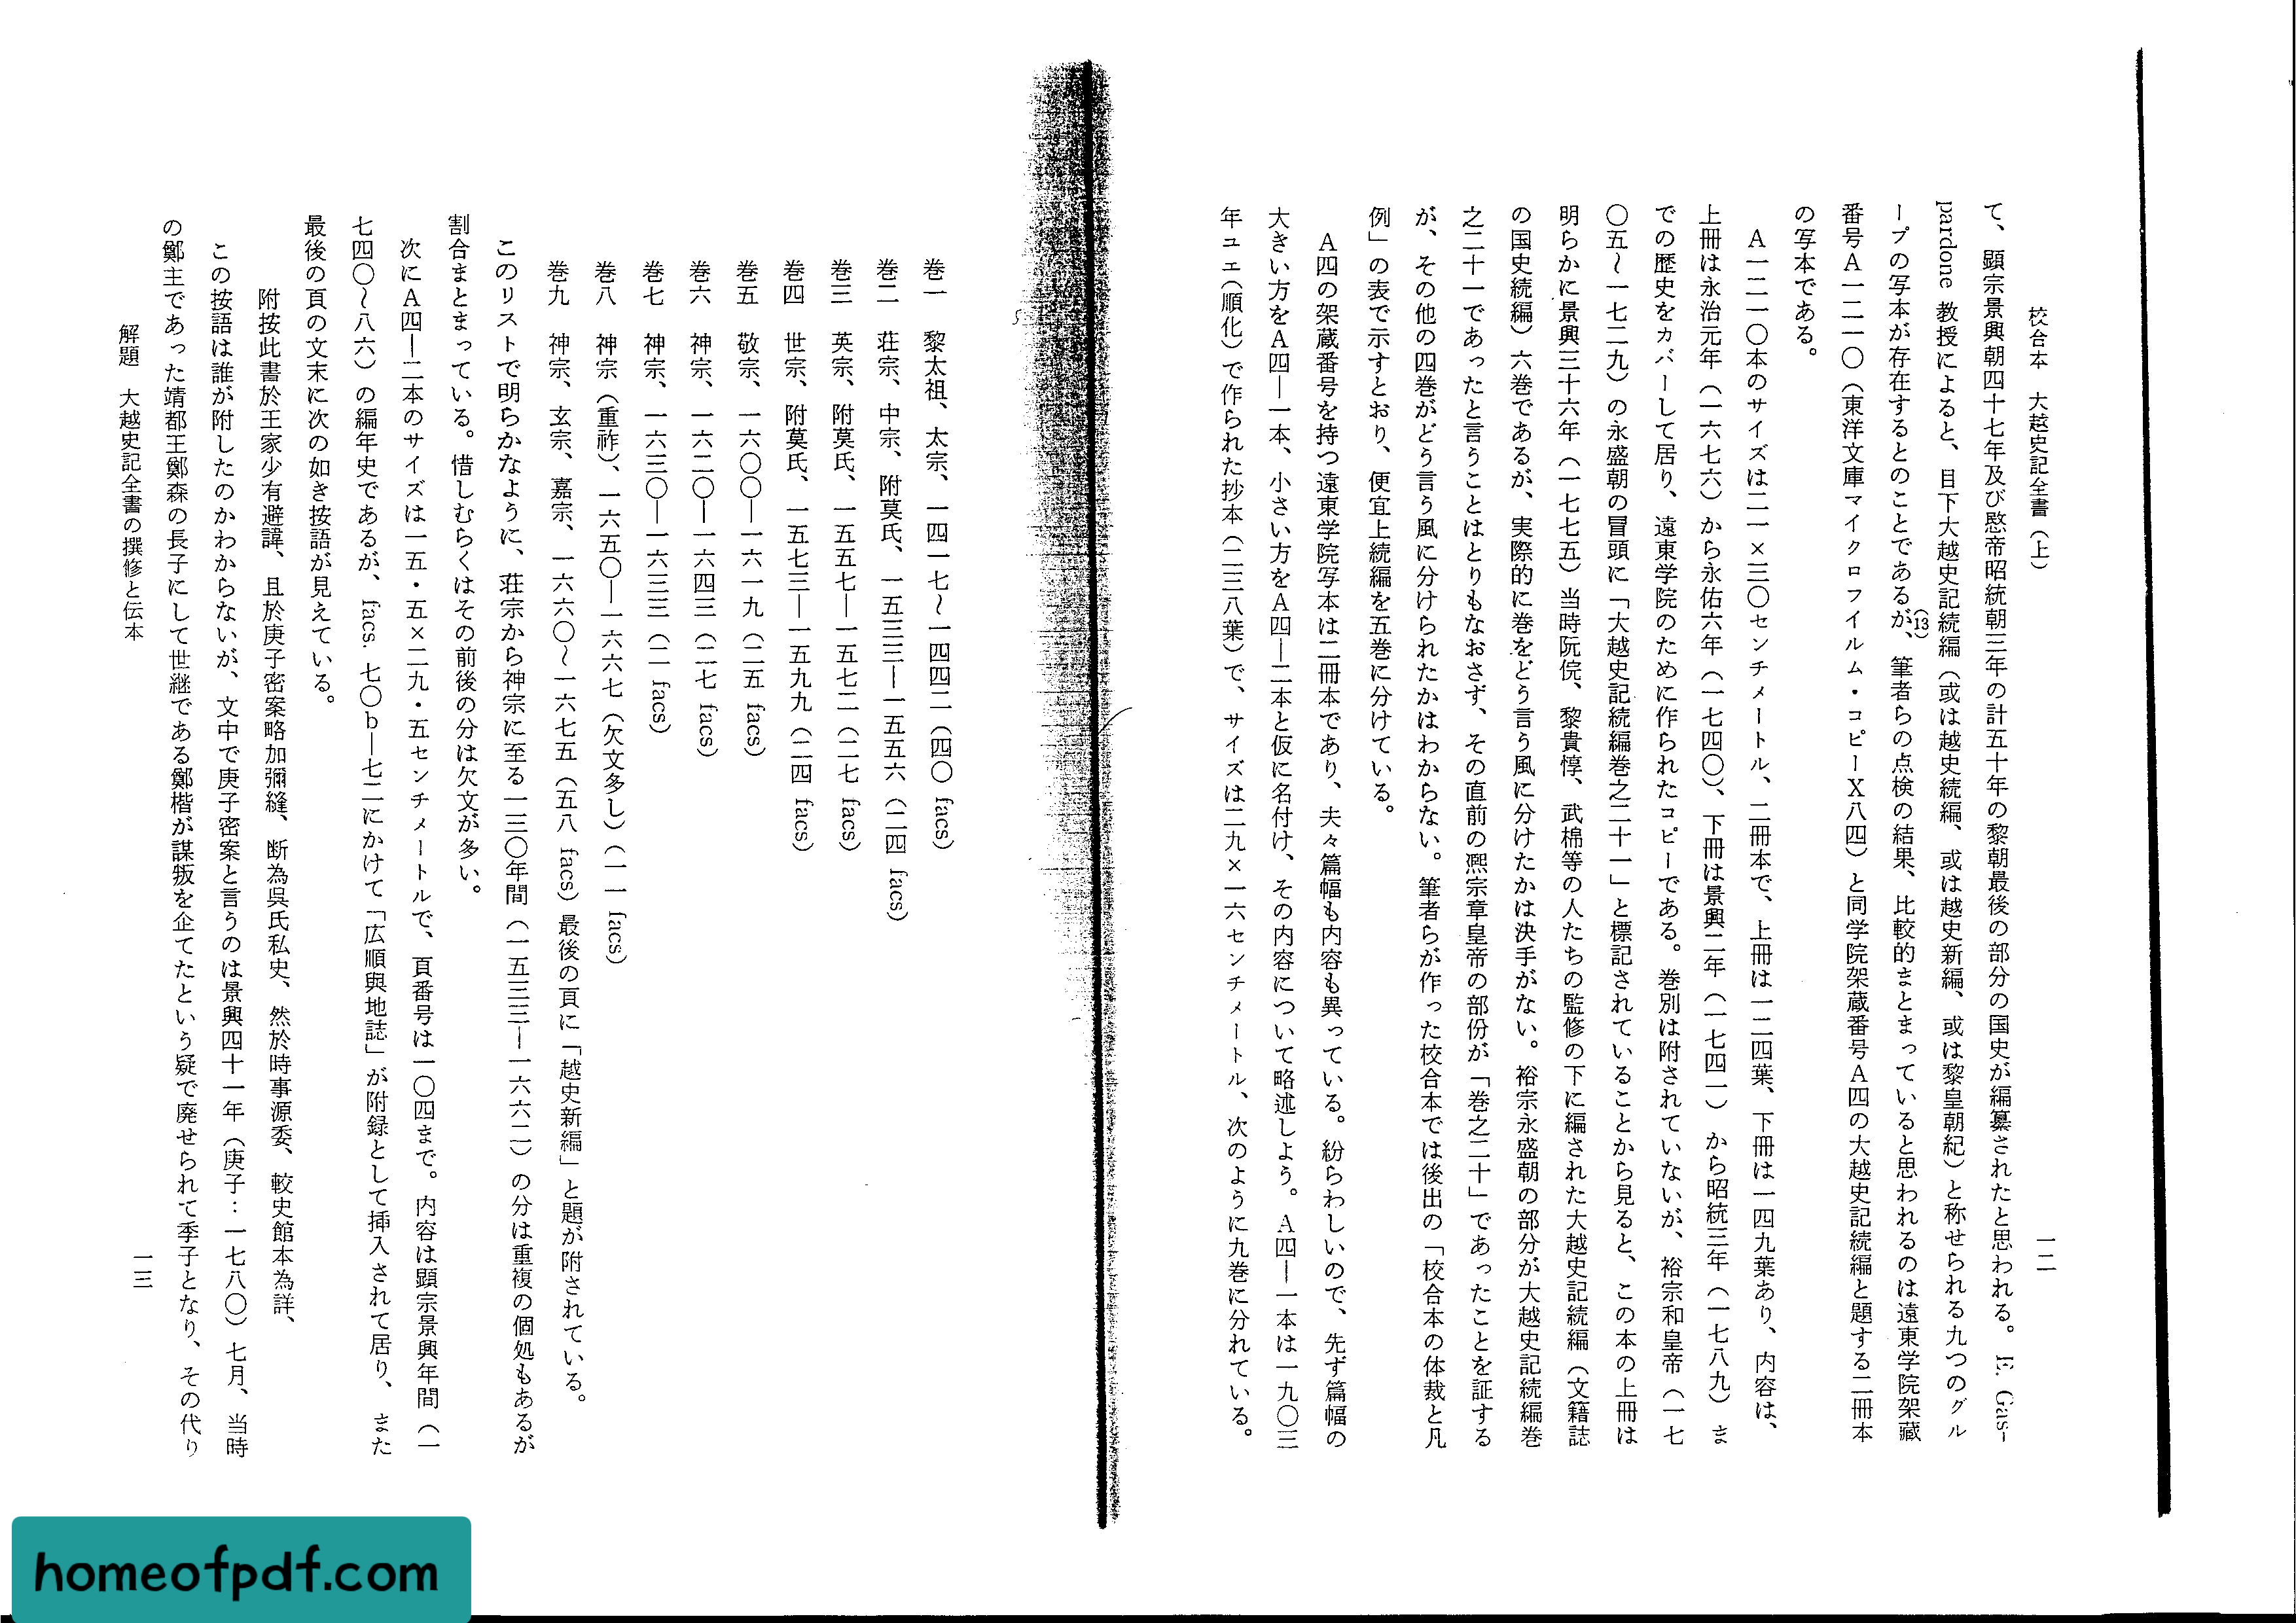 校合本 大越史記全書(上)
一二
て、顕宗景興朝四十七年及び愍帝昭統朝三年の計五十年の黎朝最後の部分の国史が編纂されたと思われる。E. Gas-
pardone 教授によると、目下大越史記続編(或は越史続編、或は越史新編、或は黎皇朝紀)と称せられる九つのグル
ープの写本が存在するとのことであるが、(13)筆者らの点検の結果、比較的まとまっていると思われるのは遠東学院架蔵
番号A一二一〇(東洋文庫マイクロフイルム・コピーX八四)と同学院架蔵番号A四の大越史記続編と題する二冊本
の写本である。
A一二一〇本のサイズは二一×三〇センチメートル、二冊本で、上冊は一二四葉、下冊は一四九葉あり、内容は、
上冊は永治元年(一六七六)から永佑六年(一七四〇)、下冊は景興二年(一七四一)から昭統三年(一七八九)ま
での歴史をカバーして居り、遠東学院のために作られたコピーである。巻別は附されていないが、裕宗和皇帝(一七
〇五~一七二九)の永盛朝の冒頭に「大越史記続編巻之二十一」と標記されていることから見ると、この本の上冊は
明らかに景興三十六年(一七七五)当時阮俒、黎貴惇、武棉等の人たちの監修の下に編された大越史記続編(文籍誌
の国史続編)六巻であるが、実際的に巻をどう言う風に分けたかは決手がない。裕宗永盛朝の部分が大越史記続編巻
之二十一であったと言うことはとりもなおさず、その直前の熙宗章皇帝の部份が「巻之二十」であったことを証する
が、その他の四巻がどう言う風に分けられたかはわからない。筆者らが作った校合本では後出の「校合本の体裁と凡
例」の表で示すとおり、便宜上続編を五巻に分けている。
A四の架蔵番号を持つ遠東学院写本は二冊本であり、夫々篇幅も内容も異っている。紛らわしいので、先ず篇幅の
大きい方をA四―一本、小さい方をA四―二本と仮に名付け、その内容について略述しよう。A四―一本は一九〇三
年ユエ(順化)で作られた抄本(二三八葉)で、サイズは二九×一六センチメートル、次のように九巻に分れている。
巻一 黎太祖、太宗、一四一七~一四四二(四〇 facs)
巻二 荘宗、中宗、附莫氏、一五三三―一五五六(二四 facs)
巻三 英宗、附莫氏、一五五七―一五七二(二七 facs)
巻四 世宗、附莫氏、一五七三―一五九九(二四 facs)
巻五 敬宗、一六〇〇―一六一九(二五 facs)
巻六 神宗、一六二〇―一六四三(二七 facs)
巻七 神宗、一六三〇―一六三三(二 facs)
巻八 神宗(重祚)、一六五〇―一六六七(欠文多し)(一一 facs)
巻九 神宗、玄宗、嘉宗、一六六〇~一六七五(五八 facs)最後の頁に「越史新編」と題が附されている。
このリストで明らかなように、荘宗から神宗に至る一三〇年間(一五三三―一六六二)の分は重複の個処もあるが
割合まとまっている。惜しむらくはその前後の分は欠文が多い。
次にA四―二本のサイズは一五・五×二九・五センチメートルで、頁番号は一〇四まで。内容は顕宗景興年間(一
七四〇~八六)の編年史であるが、facs. 七〇b―七二にかけて「広順輿地誌」が附録として挿入されて居り、また
最後の頁の文末に次の如き按語が見えている。
附按此書於王家少有避諱、且於庚子密案略加彌縫、断為呉氏私史、然於時事源委、較史館本為詳、
この按語は誰が附したのかわからないが、文中で庚子密案と言うのは景興四十一年(庚子:一七八〇)七月、当時
の鄭主であった靖都王鄭森の長子にして世継である鄭楷が謀叛を企てたという疑で廃せられて季子となり、その代り
解題 大越史記全書の撰修と伝本
一三
homeofpdf.com